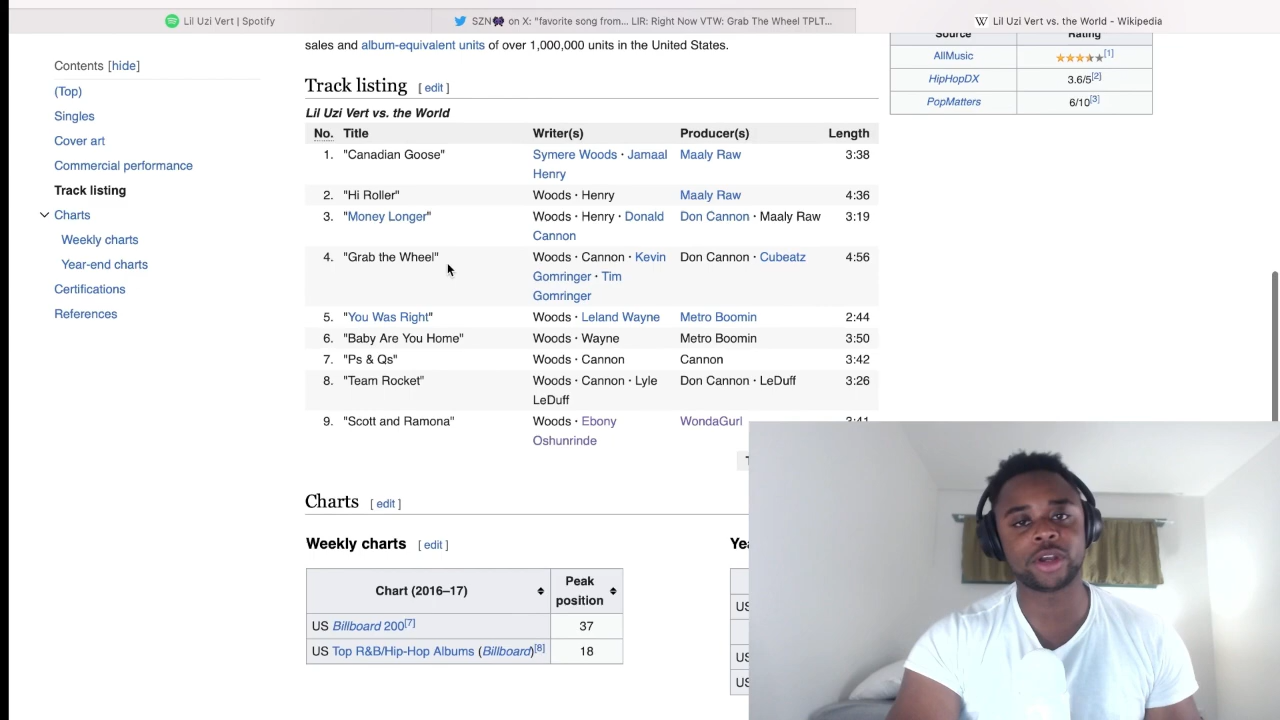 Lil Uzi Vert | Spotify
SZN on X: "favorite song from... LIR: Right Now VTW: Grab The Wheel TPLT...
Lil Uzi Vert vs. the World - Wikipedia
sales and album-equivalent units of over 1,000,000 units in the United States.
Contents [hide]
(Top)
Singles
Cover art
Commercial performance
Track listing
Charts
Weekly charts
Year-end charts
Certifications
References
Source Rating
AllMusic [1]
HipHopDX 3.6/5[2]
PopMatters 6/10[3]
Track listing [ edit ]
Lil Uzi Vert vs. the World
No. Title Writer(s) Producer(s) Length
1. "Canadian Goose" Symere Woods · Jamaal Maaly Raw 3:38
Henry
2. "Hi Roller" Woods · Henry Maaly Raw 4:36
3. "Money Longer" Woods · Henry · Donald Don Cannon · Maaly Raw 3:19
Cannon
4. "Grab the Wheel" Woods · Cannon · Kevin Don Cannon · Cubeatz 4:56
Gomringer · Tim
Gomringer
5. "You Was Right" Woods · Leland Wayne Metro Boomin 2:44
6. "Baby Are You Home" Woods · Wayne Metro Boomin 3:50
7. "Ps & Qs" Woods · Cannon Cannon 3:42
8. "Team Rocket" Woods · Cannon · Lyle Don Cannon · LeDuff 3:26
LeDuff
9. "Scott and Ramona" Woods · Ebony WondaGurl 3:41
Oshunrinde
Charts [ edit ]
Weekly charts [ edit ]
Chart (2016–17) Peak
position
US Billboard 200[7] 37
US Top R&B/Hip-Hop Albums (Billboard)[8] 18
US
US
US